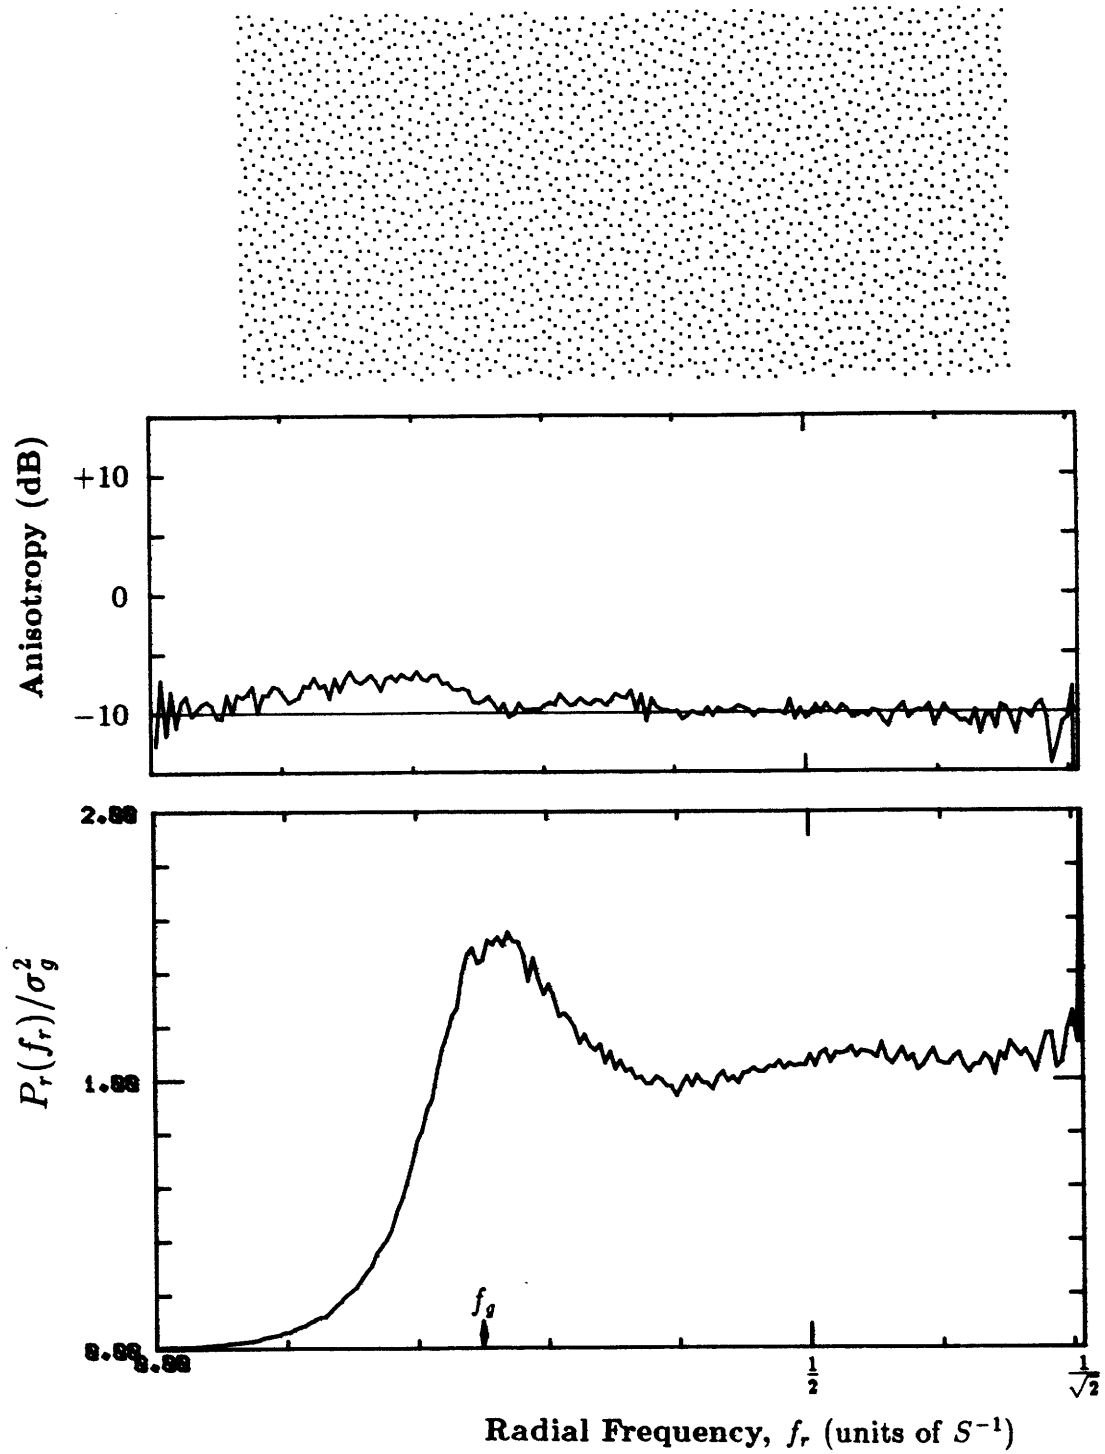 Anisotropy (dB)
+10
0
−10
2.00
P_r(f_r)/σ_g^2
1.00
f_g
0.00
0.00
1/2
1/√2
Radial Frequency, f_r (units of S^−1)